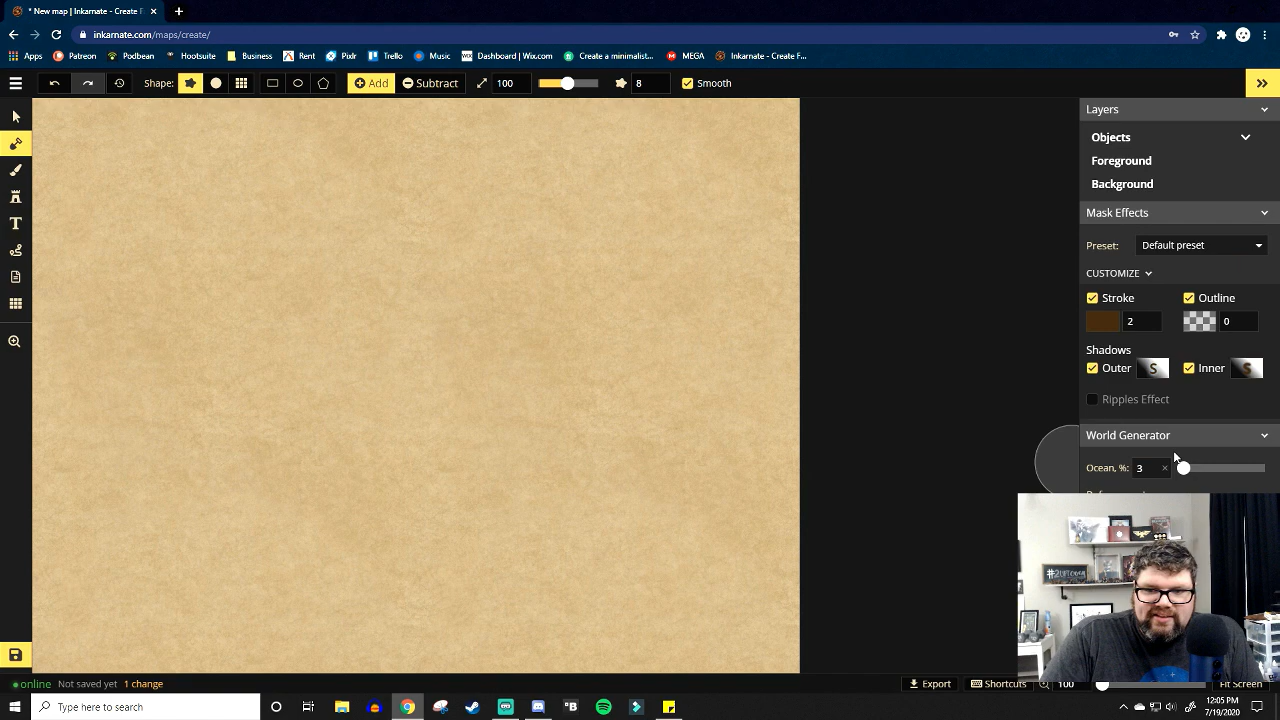 * New map | Inkarnate - Create F
inkarnate.com/maps/create/
Apps Patreon Podbean Hootsuite Business Rent Pixlr Trello Music Dashboard | Wix.com Create a minimalist... MEGA Inkarnate - Create F...
Shape: Add Subtract 100 8 Smooth
Layers
Objects
Foreground
Background
Mask Effects
Preset: Default preset
CUSTOMIZE
Stroke Outline
2 0
Shadows
Outer S Inner S
Ripples Effect
World Generator
Ocean, %: 3
online Not saved yet 1 change Export Shortcuts 100 Fit Screen
Type here to search
12:05 PM
7/19/2020